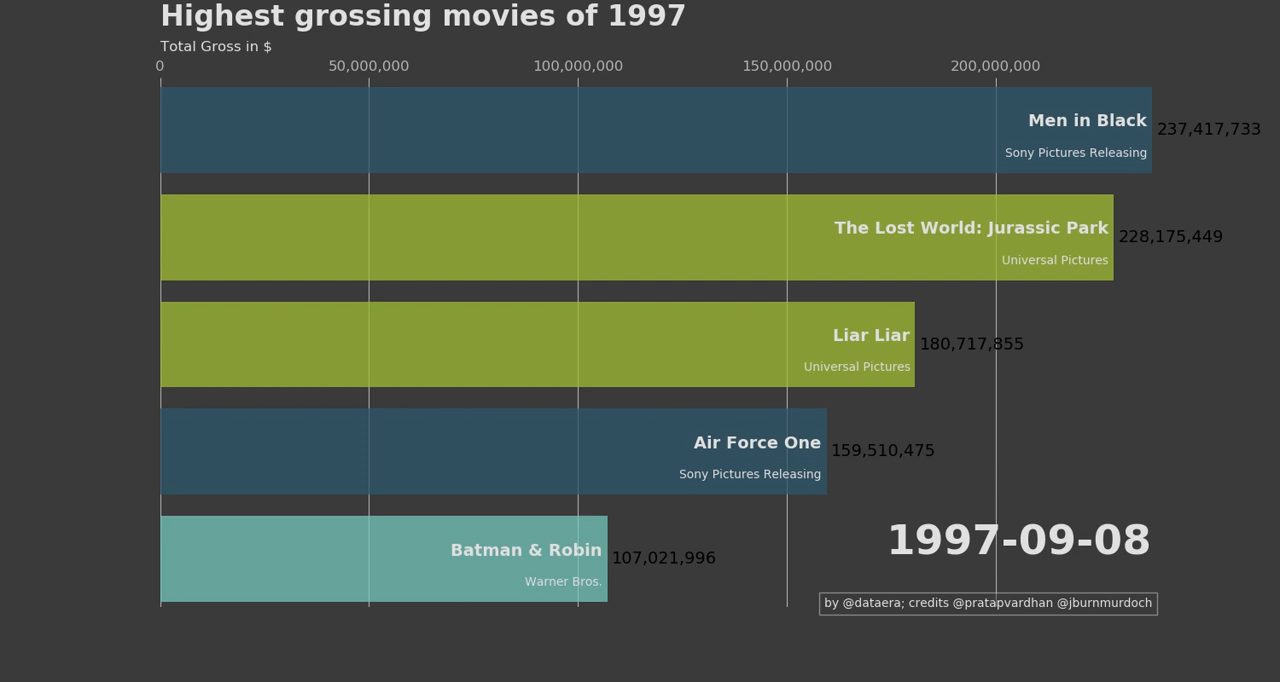 Highest grossing movies of 1997
Total Gross in $
0 50,000,000 100,000,000 150,000,000 200,000,000
Men in Black 237,417,733
Sony Pictures Releasing
The Lost World: Jurassic Park 228,175,449
Universal Pictures
Liar Liar 180,717,855
Universal Pictures
Air Force One 159,510,475
Sony Pictures Releasing
Batman & Robin 107,021,996
Warner Bros.
1997-09-08
by @dataera; credits @pratapvardhan @jburnmurdoch